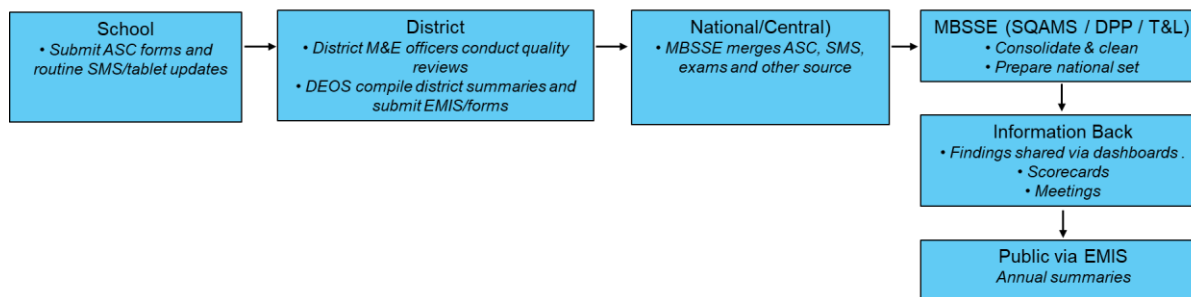 School
• Submit ASC forms and
routine SMS/tablet updates
District
• District M&E officers conduct quality
reviews
• DEOS compile district summaries and
submit EMIS/forms
National/Central)
• MBSSE merges ASC, SMS,
exams and other source
MBSSE (SQAMS / DPP / T&L)
• Consolidate & clean
• Prepare national set
Information Back
• Findings shared via dashboards .
• Scorecards
• Meetings
Public via EMIS
Annual summaries